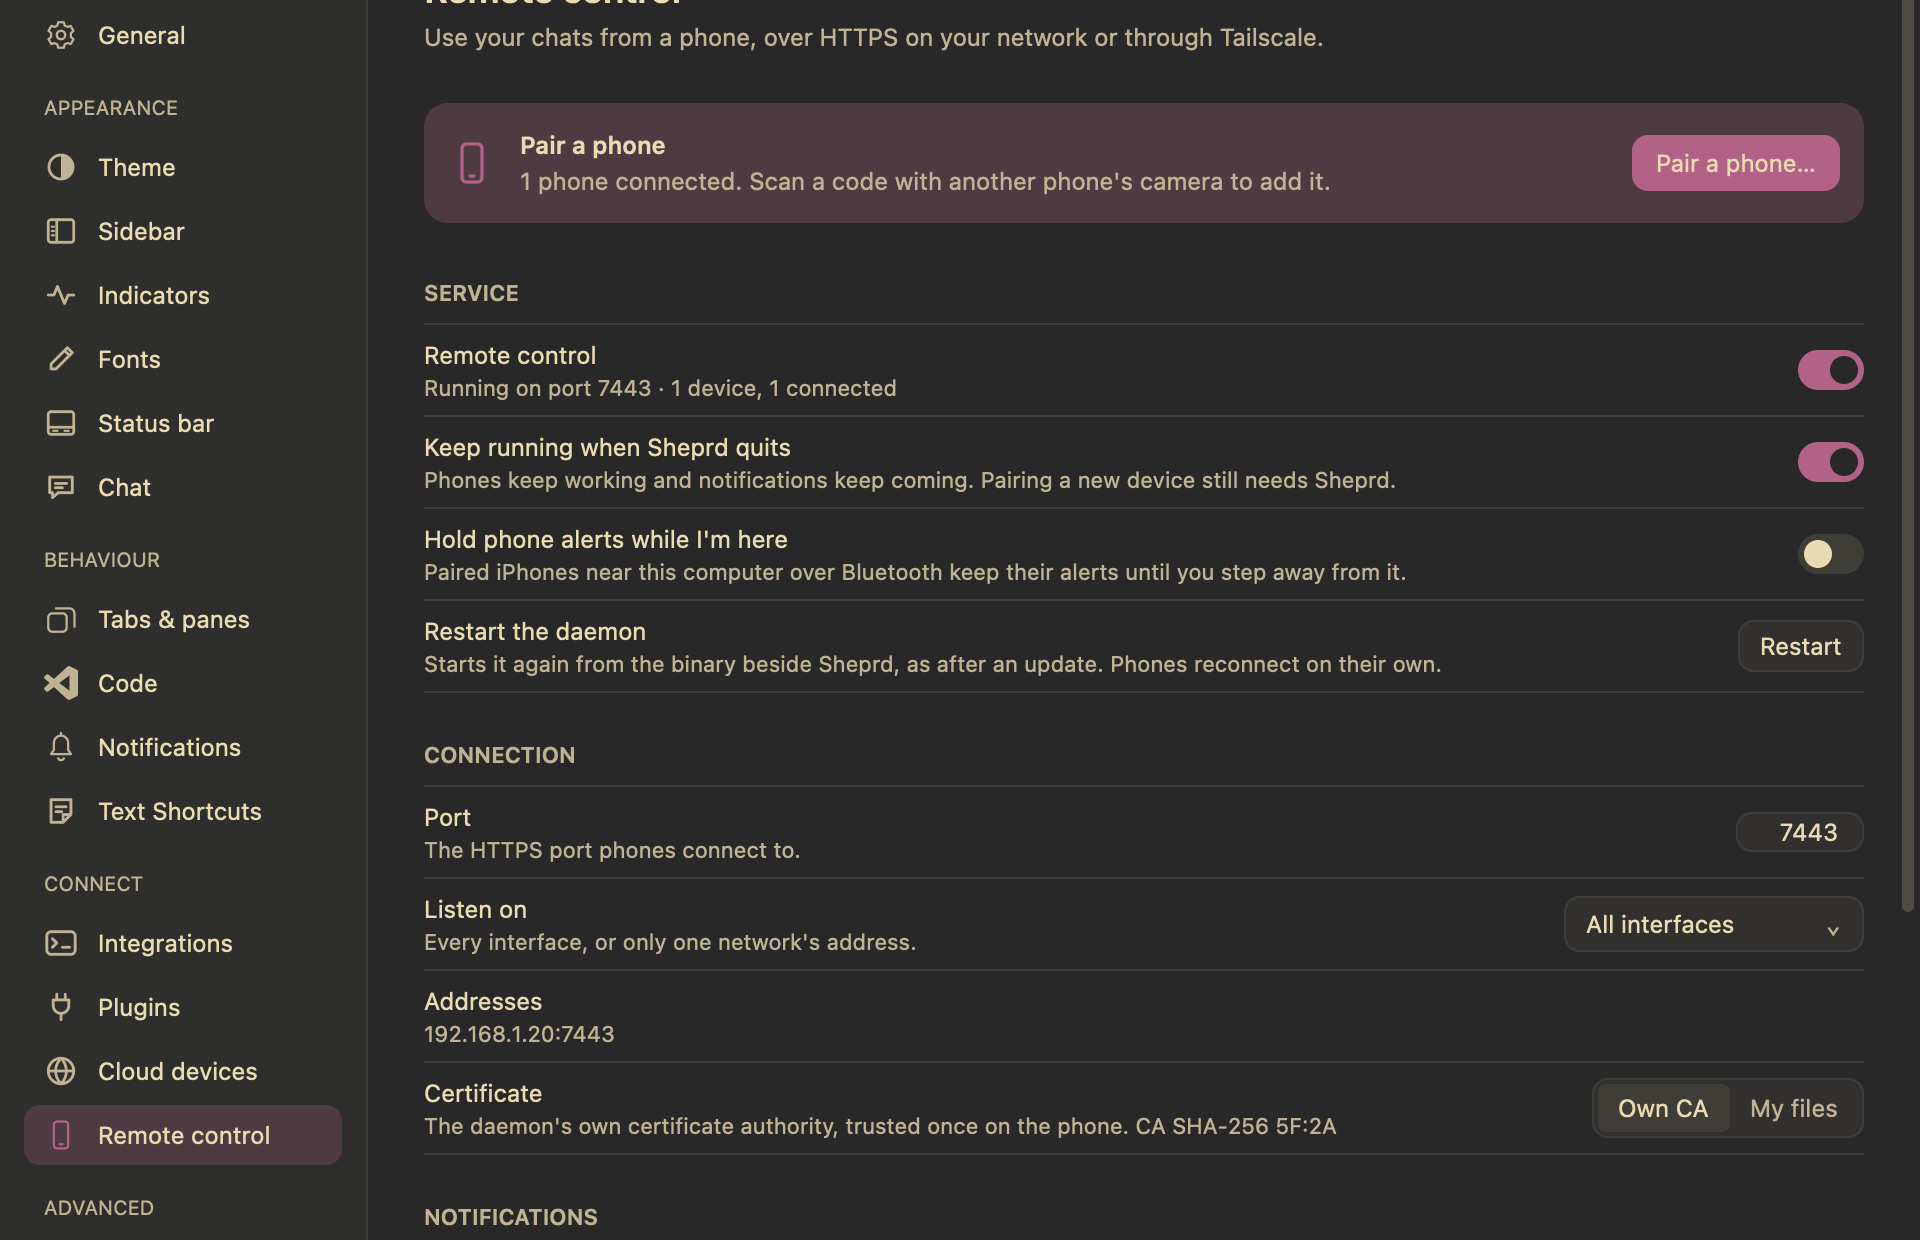 General
APPEARANCE
Theme
Sidebar
Indicators
Fonts
Status bar
Chat
BEHAVIOUR
Tabs & panes
Code
Notifications
Text Shortcuts
CONNECT
Integrations
Plugins
Cloud devices
Remote control
ADVANCED
Remote control
Use your chats from a phone, over HTTPS on your network or through Tailscale.
Pair a phone
1 phone connected. Scan a code with another phone's camera to add it.
Pair a phone...
SERVICE
Remote control
Running on port 7443 · 1 device, 1 connected
Keep running when Sheprd quits
Phones keep working and notifications keep coming. Pairing a new device still needs Sheprd.
Hold phone alerts while I'm here
Paired iPhones near this computer over Bluetooth keep their alerts until you step away from it.
Restart the daemon
Starts it again from the binary beside Sheprd, as after an update. Phones reconnect on their own.
Restart
CONNECTION
Port
The HTTPS port phones connect to.
7443
Listen on
Every interface, or only one network's address.
All interfaces
Addresses
192.168.1.20:7443
Certificate
The daemon's own certificate authority, trusted once on the phone. CA SHA-256 5F:2A
Own CA
My files
NOTIFICATIONS